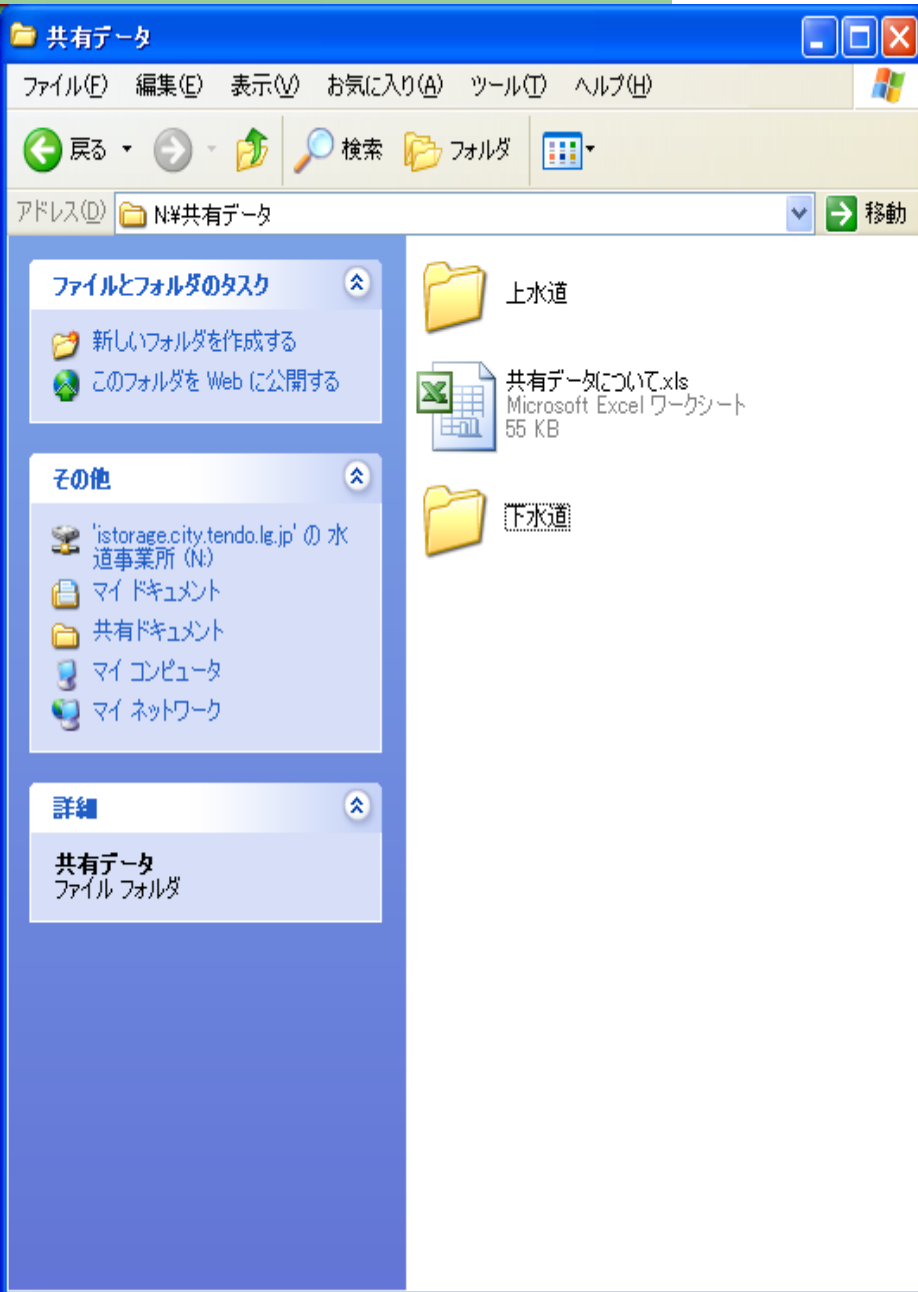 共有データ
ファイル(F) 編集(E) 表示(V) お気に入り(A) ツール(T) ヘルプ(H)
戻る 検索 フォルダ
アドレス(D) N:¥共有データ 移動
ファイルとフォルダのタスク
新しいフォルダを作成する
このフォルダを Web に公開する
その他
'istorage.city.tendo.lg.jp' の 水
道事業所 (N:)
マイ ドキュメント
共有ドキュメント
マイ コンピュータ
マイ ネットワーク
詳細
共有データ
ファイル フォルダ
上水道
共有データについて.xls
Microsoft Excel ワークシート
55 KB
下水道